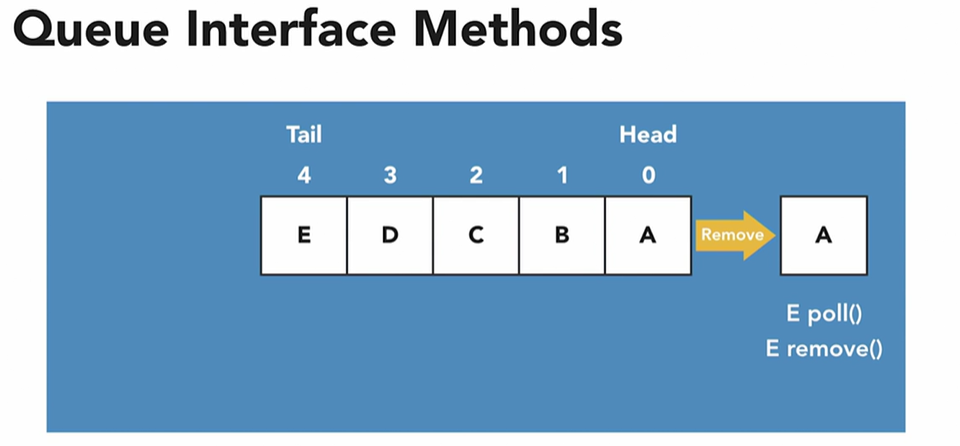 Queue Interface Methods
Tail Head
4 3 2 1 0
E D C B A Remove A
E poll()
E remove()